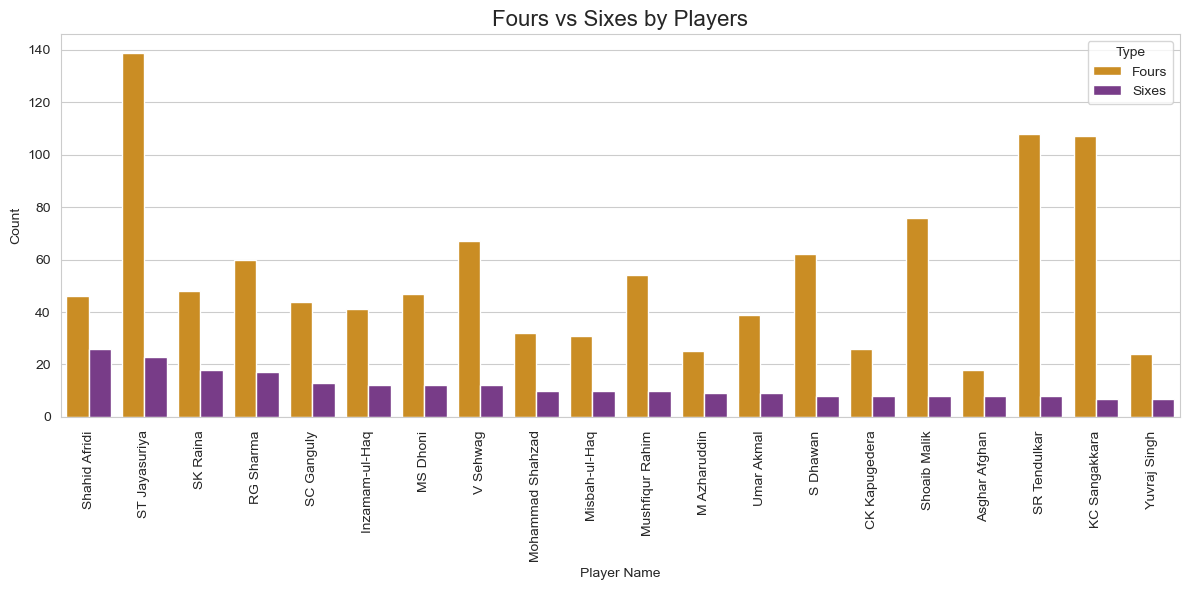 Fours vs Sixes by Players
Type
Fours
Sixes
Count
140
120
100
80
60
40
20
0
Shahid Afridi
ST Jayasuriya
SK Raina
RG Sharma
SC Ganguly
Inzamam-ul-Haq
MS Dhoni
V Sehwag
Mohammad Shahzad
Misbah-ul-Haq
Mushfiqur Rahim
M Azharuddin
Umar Akmal
S Dhawan
CK Kapugedera
Shoaib Malik
Asghar Afghan
SR Tendulkar
KC Sangakkara
Yuvraj Singh
Player Name